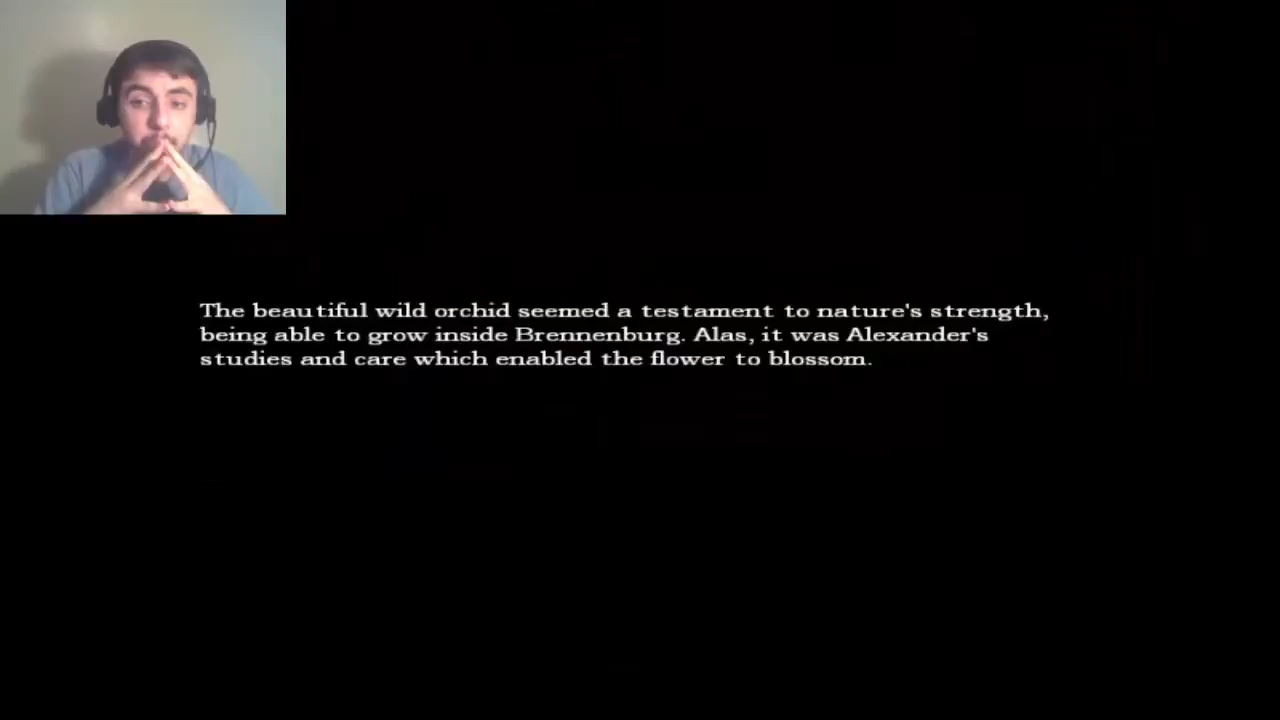 The beautiful wild orchid seemed a testament to nature's strength,
being able to grow inside Brennenburg. Alas, it was Alexander's
studies and care which enabled the flower to blossom.